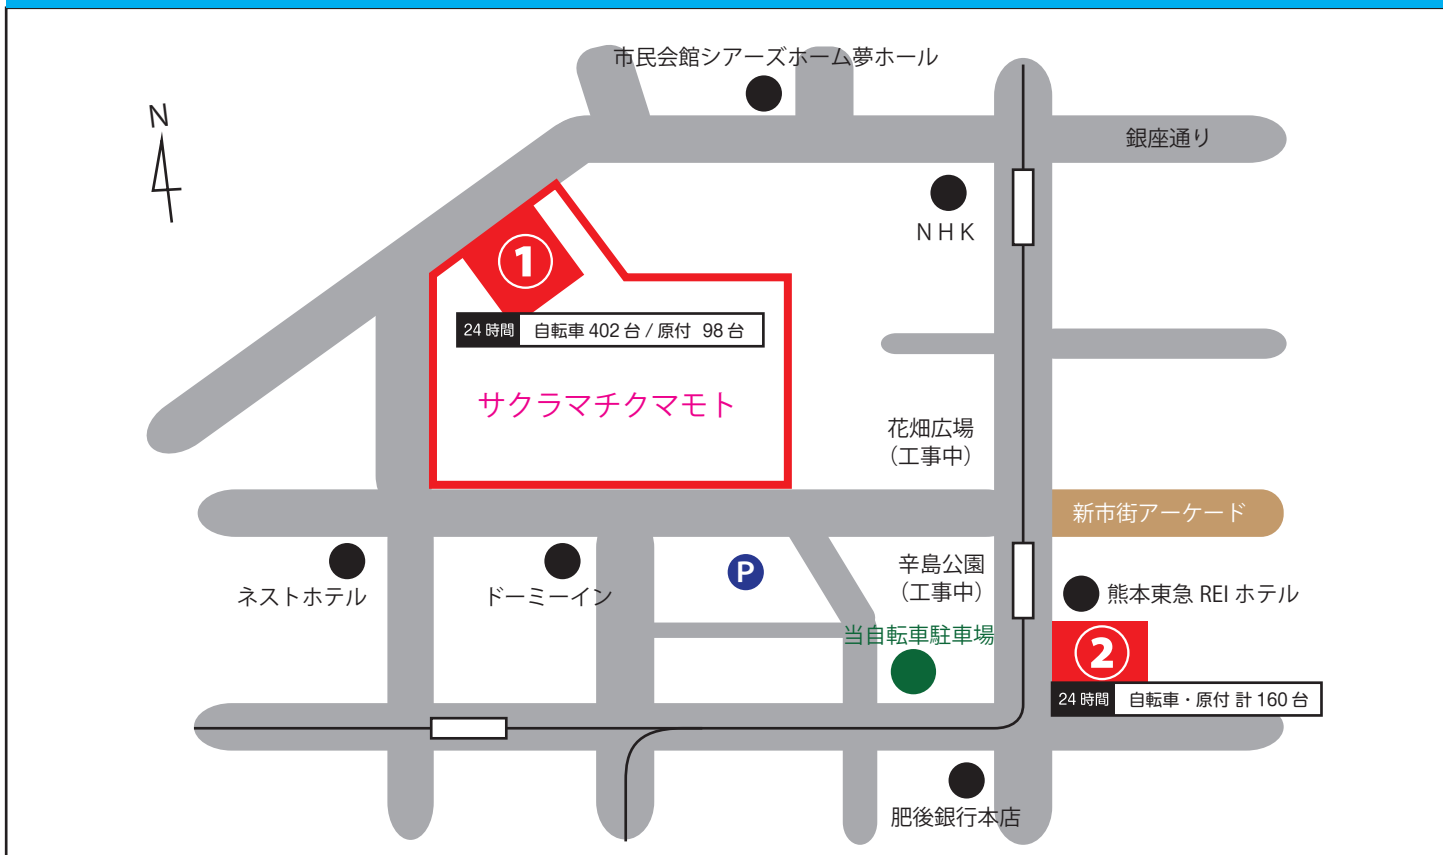 市民会館シアーズホーム夢ホール
N
銀座通り
NHK
①
24時間 自転車 402 台 / 原付 98 台
サクラマチクマモト
花畑広場
（工事中）
新市街アーケード
P
辛島公園
（工事中）
ネストホテル
ドーミーイン
熊本東急 REI ホテル
当自転車駐車場
②
24時間 自転車・原付 計 160 台
肥後銀行本店